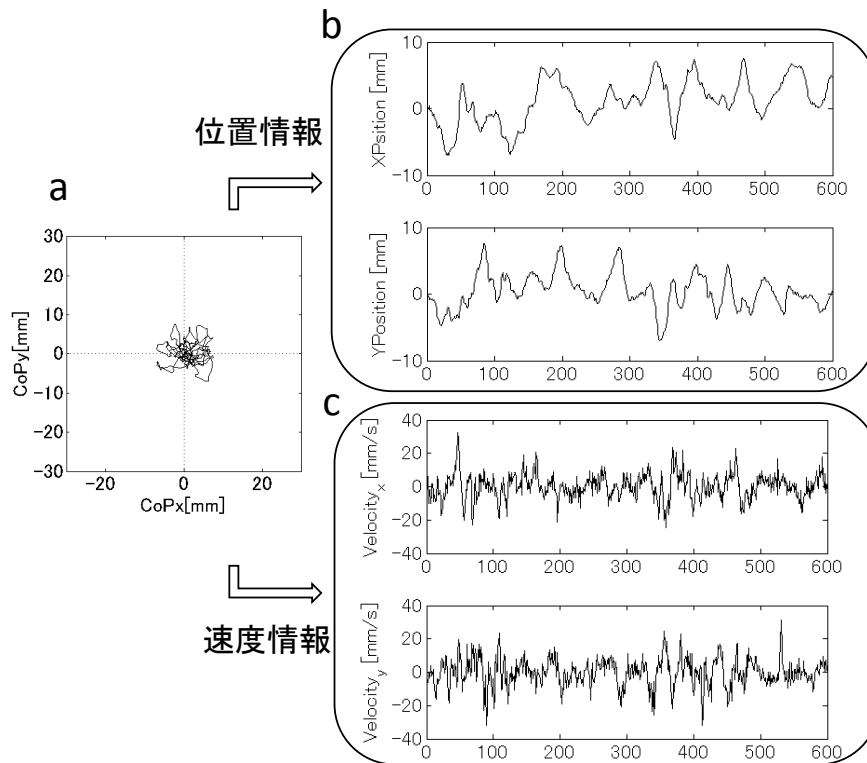 b
位置情報
10
0
-10
XPsition [mm]
0 100 200 300 400 500 600
10
0
-10
YPosition [mm]
0 100 200 300 400 500 600
a
30
20
10
0
-10
-20
-30
CoPy[mm]
-20 0 20
CoPx[mm]
速度情報
c
40
20
0
-20
-40
Velocity_x [mm/s]
0 100 200 300 400 500 600
40
20
0
-20
-40
Velocity_y [mm/s]
0 100 200 300 400 500 600